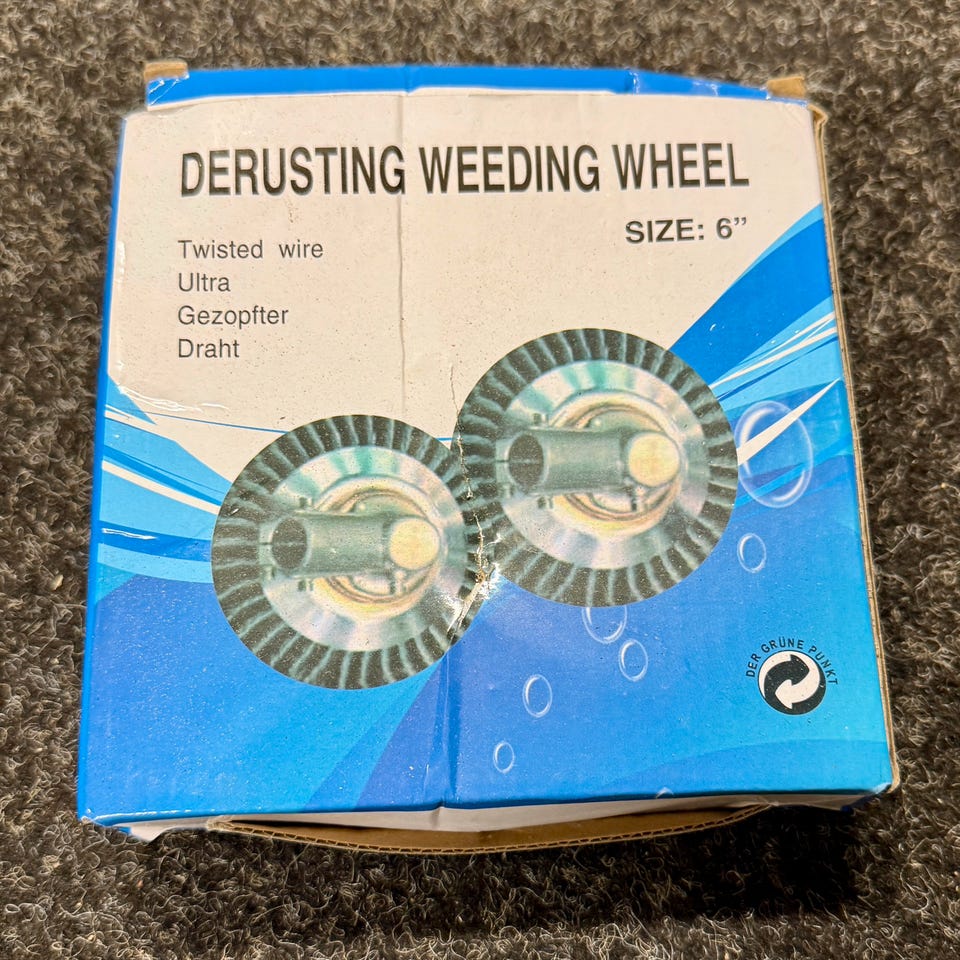 DERUSTING WEEDING WHEEL
SIZE: 6”
Twisted wire
Ultra
Gezopfter
Draht
DER GRÜNE PUNKT